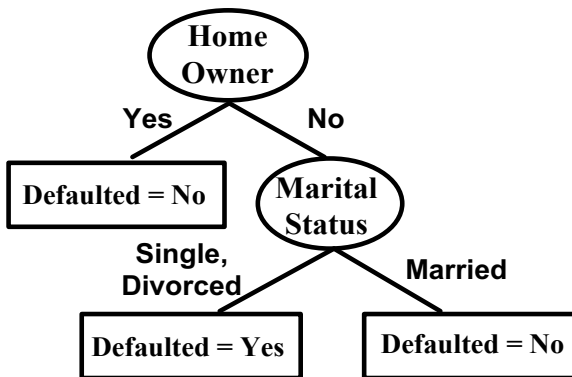 Home
Owner
Yes
No
Defaulted = No
Marital
Status
Single,
Divorced
Married
Defaulted = Yes
Defaulted = No